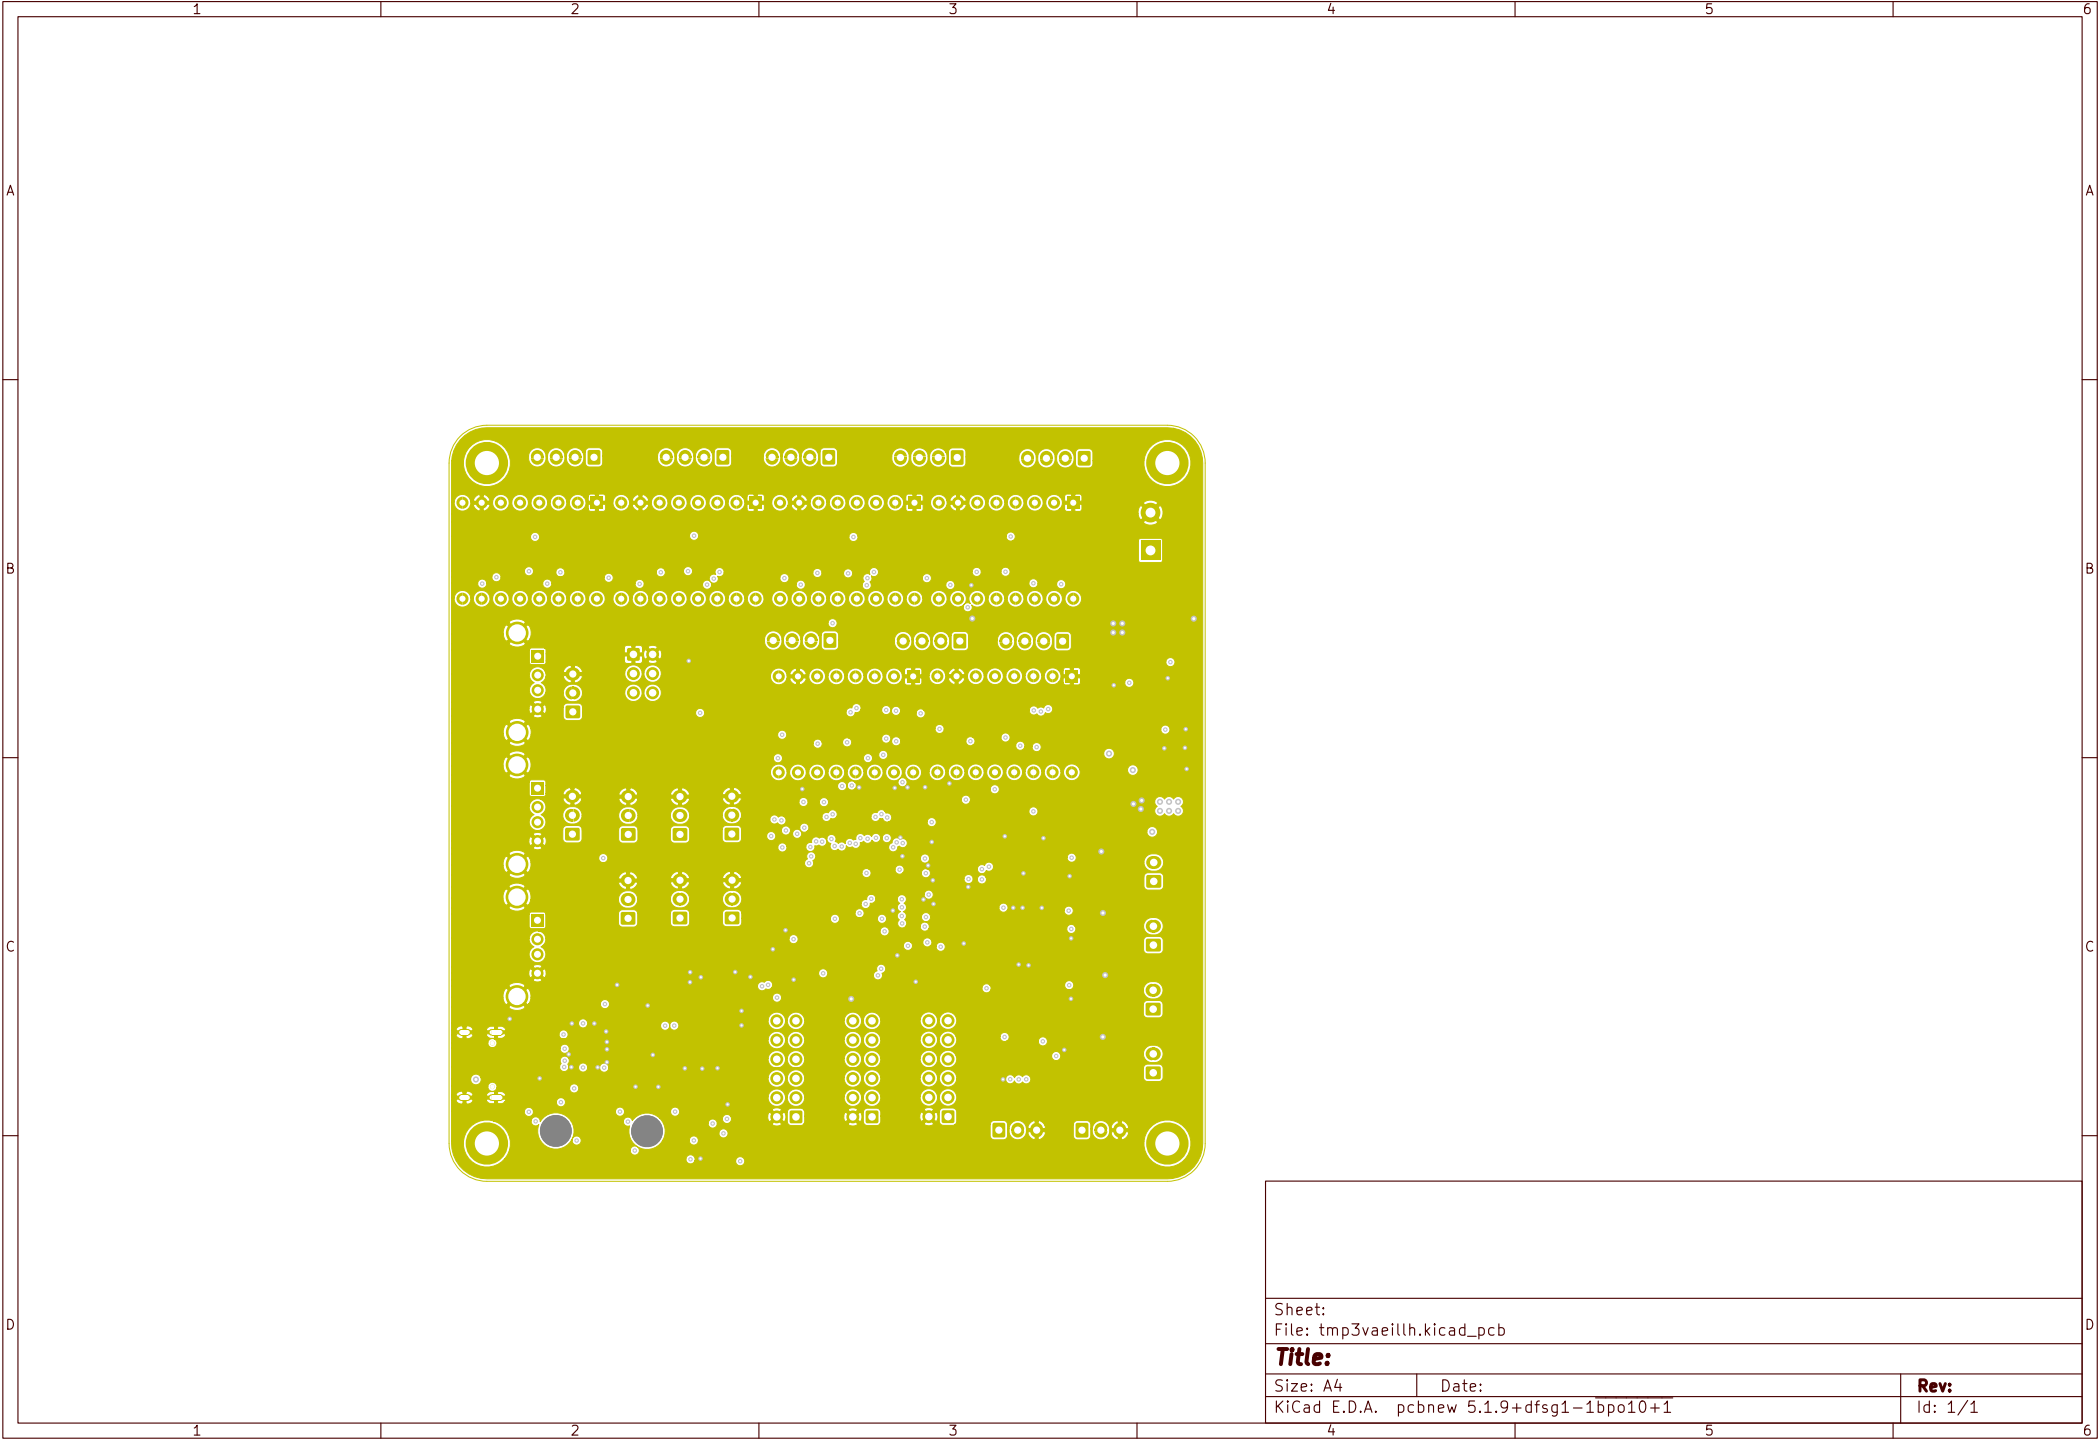 1 2 3 4 5 6
A A
B B
C C
D D
Sheet:
File: tmp3vaeillh.kicad_pcb
Title:
Size: A4 Date: Rev:
KiCad E.D.A. pcbnew 5.1.9+dfsg1-1bpo10+1 Id: 1/1
1 2 3 4 5 6